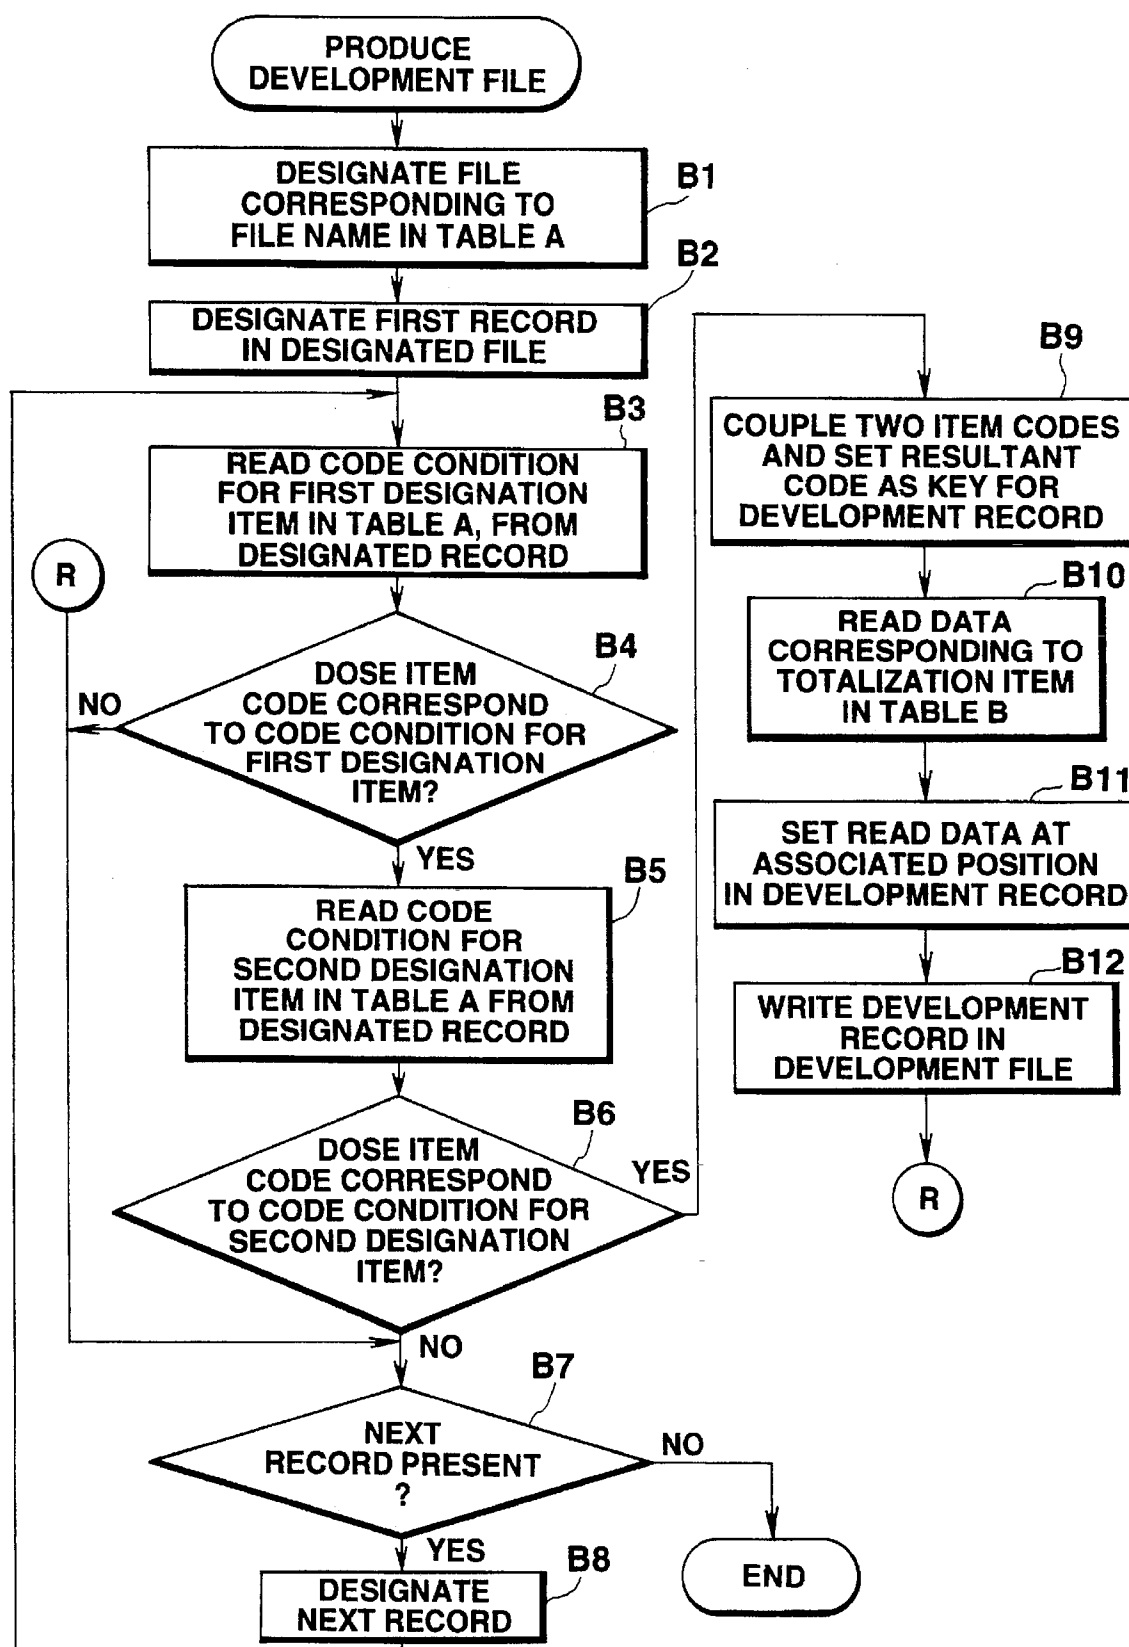 PRODUCE
DEVELOPMENT FILE
DESIGNATE FILE
CORRESPONDING TO
FILE NAME IN TABLE A
B1
B2
DESIGNATE FIRST RECORD
IN DESIGNATED FILE
B3
READ CODE CONDITION
FOR FIRST DESIGNATION
ITEM IN TABLE A, FROM
DESIGNATED RECORD
R
B4
DOSE ITEM
CODE CORRESPOND
TO CODE CONDITION FOR
FIRST DESIGNATION
ITEM?
NO
YES
B5
READ CODE
CONDITION FOR
SECOND DESIGNATION
ITEM IN TABLE A FROM
DESIGNATED RECORD
B6
DOSE ITEM
CODE CORRESPOND
TO CODE CONDITION FOR
SECOND DESIGNATION
ITEM?
YES
NO
B7
NEXT
RECORD PRESENT
?
NO
YES
END
B8
DESIGNATE
NEXT RECORD
B9
COUPLE TWO ITEM CODES
AND SET RESULTANT
CODE AS KEY FOR
DEVELOPMENT RECORD
B10
READ DATA
CORRESPONDING TO
TOTALIZATION ITEM
IN TABLE B
B11
SET READ DATA AT
ASSOCIATED POSITION
IN DEVELOPMENT RECORD
B12
WRITE DEVELOPMENT
RECORD IN
DEVELOPMENT FILE
R